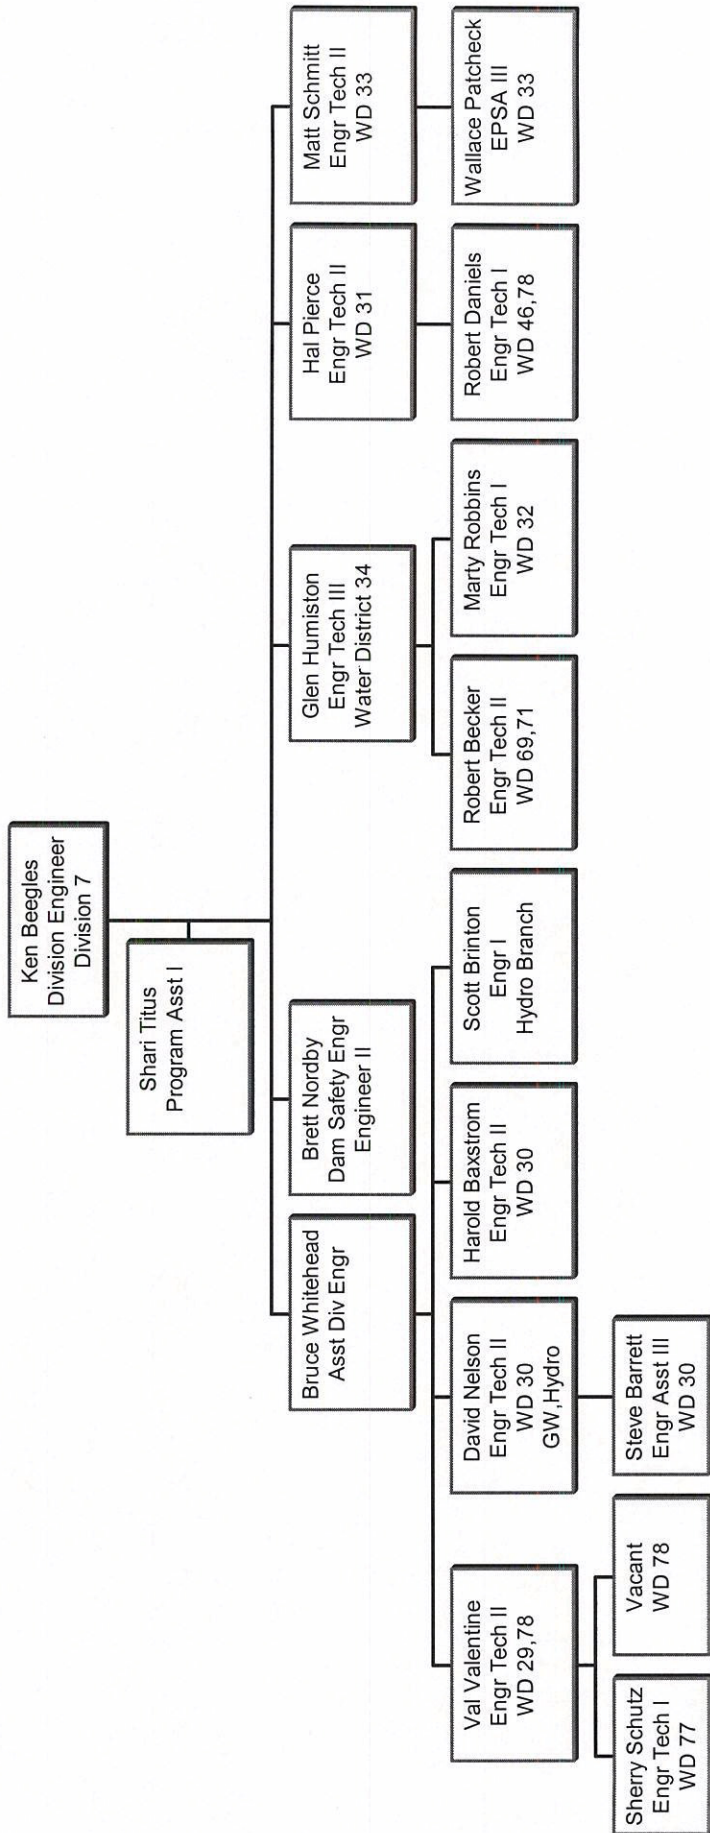 Ken Beegles
Division Engineer
Division 7
Shari Titus
Program Asst I
Bruce Whitehead
Asst Div Engr
Brett Nordby
Dam Safety Engr
Engineer II
Glen Humiston
Engr Tech III
Water District 34
Hal Pierce
Engr Tech II
WD 31
Matt Schmitt
Engr Tech II
WD 33
Val Valentine
Engr Tech II
WD 29,78
David Nelson
Engr Tech II
WD 30
GW,Hydro
Harold Baxstrom
Engr Tech II
WD 30
Scott Brinton
Engr I
Hydro Branch
Robert Becker
Engr Tech II
WD 69,71
Marty Robbins
Engr Tech I
WD 32
Robert Daniels
Engr Tech I
WD 46,78
Wallace Patcheck
EPSA III
WD 33
Sherry Schutz
Engr Tech I
WD 77
Vacant
WD 78
Steve Barrett
Engr Asst III
WD 30